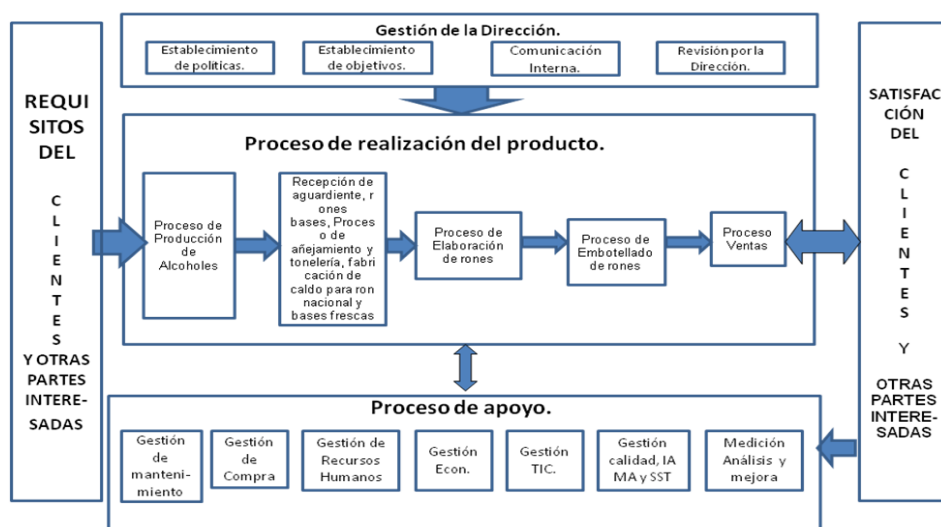 Gestión de la Dirección.
Establecimiento
de políticas.
Establecimiento
de objetivos.
Comunicación
Interna.
Revisión por la
Dirección.
REQUI
SITOS
DEL
C
L
I
E
N
T
E
S
Y OTRAS
PARTES
INTERE-
SADAS
Proceso de realización del producto.
Proceso de
Producción
de
Alcoholes
Recepción de
aguardiente, r
ones
bases, Proces
o de
añejamiento y
tonelería, fabri
cación de
caldo para ron
nacional y
bases frescas
Proceso de
Elaboración
de rones
Proceso de
Embotellado
de rones
Proceso
Ventas
SATISFAC
CIÓN
DEL
C
L
I
E
N
T
E
S
Y
OTRAS
PARTES
INTERE-
SADAS
Proceso de apoyo.
Gestión
de
manteni-
miento
Gestión
de
Compra
Gestión de
Recursos
Humanos
Gestión
Econ.
Gestión
TIC.
Gestión
calidad, IA
MA y SST
Medición
Análisis y
mejora